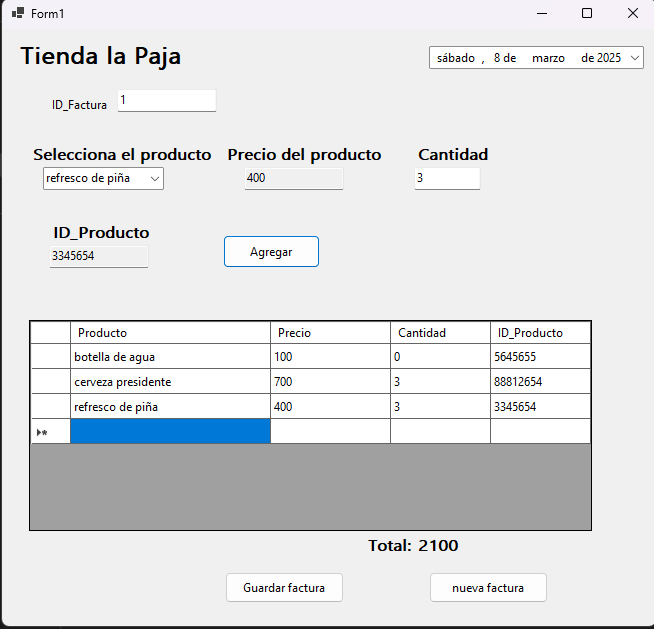 Form1
Tienda la Paja
sábado , 8 de marzo de 2025
ID_Factura 1
Selecciona el producto Precio del producto Cantidad
refresco de piña 400 3
ID_Producto
3345654
Agregar
Producto Precio Cantidad ID_Producto
botella de agua 100 0 5645655
cerveza presidente 700 3 88812654
refresco de piña 400 3 3345654
Total: 2100
Guardar factura nueva factura